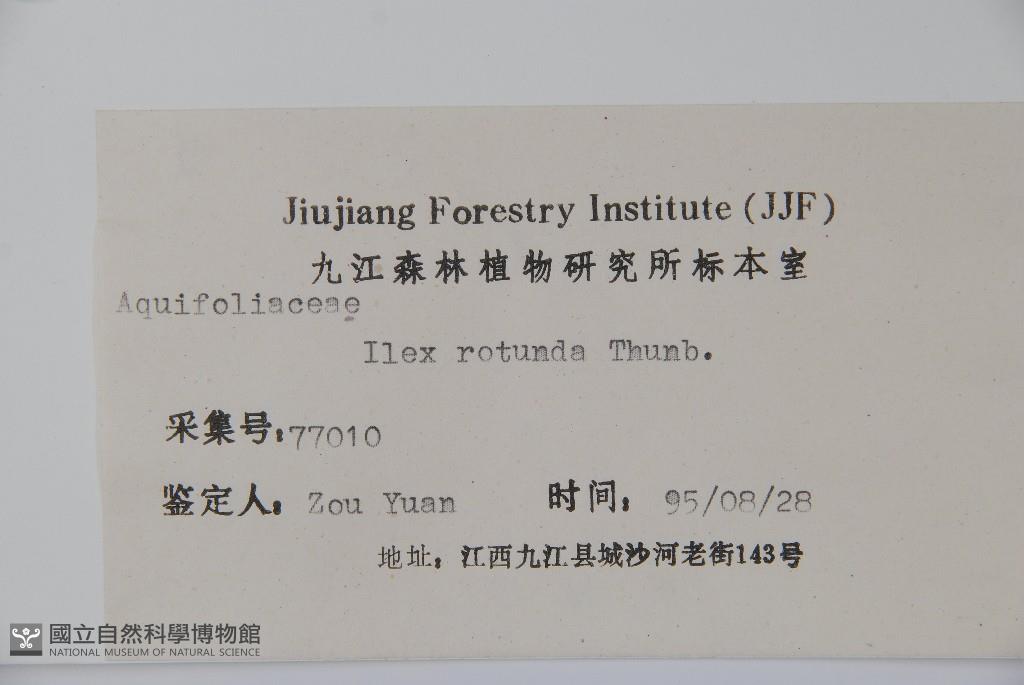 Jiujiang Forestry Institute (JJF)
九江森林植物研究所标本室
Aquifoliaceae
Ilex rotunda Thunb.
采集号:77010
鉴定人: Zou Yuan 时间: 95/08/28
地址: 江西九江县城沙河老街143号
國立自然科學博物館
NATIONAL MUSEUM OF NATURAL SCIENCE